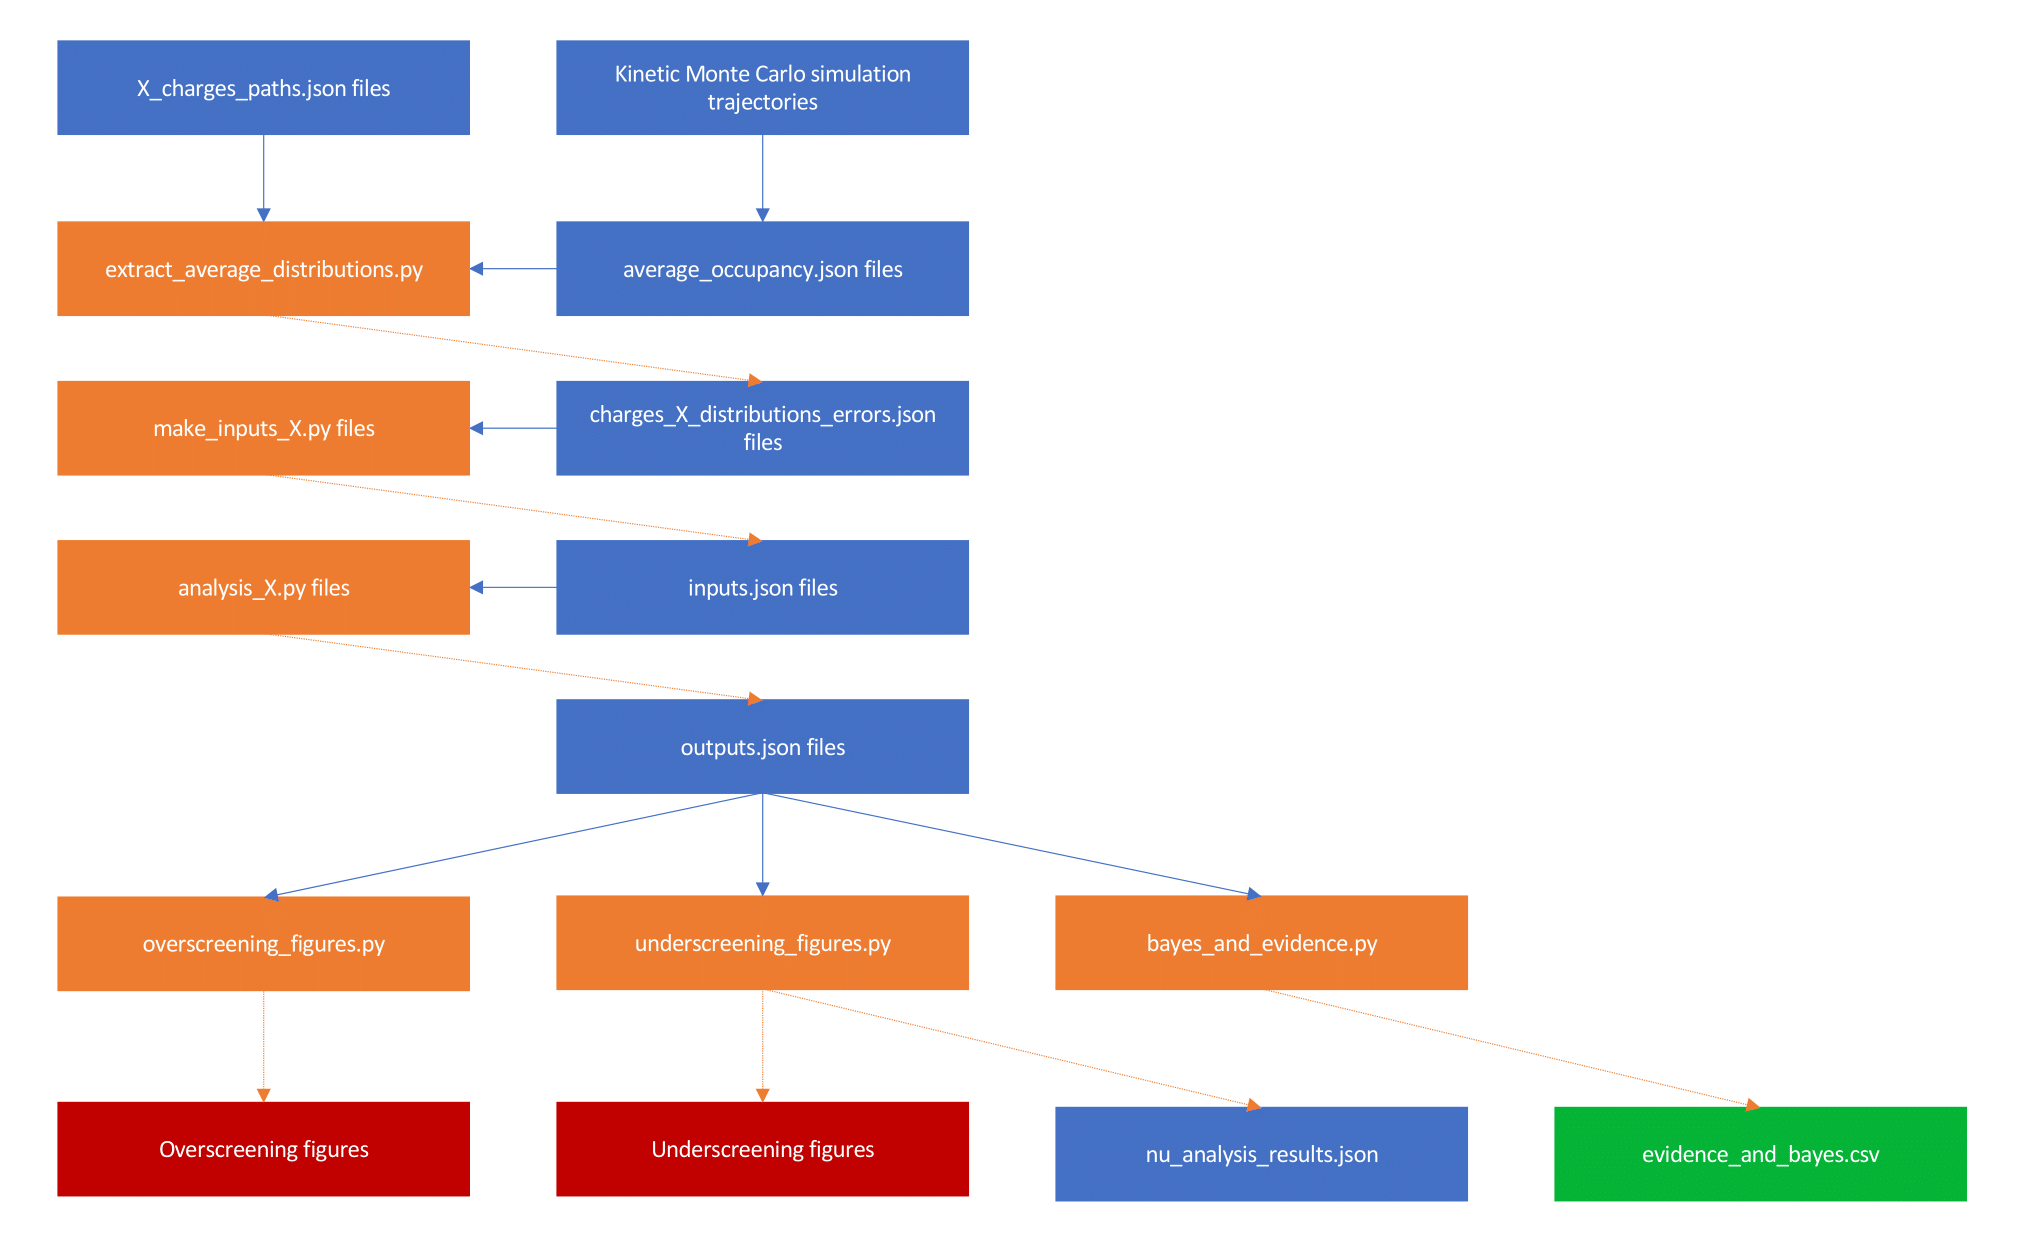 X_charges_paths.json files
Kinetic Monte Carlo simulation
trajectories
extract_average_distributions.py
average_occupancy.json files
make_inputs_X.py files
charges_X_distributions_errors.json
files
analysis_X.py files
inputs.json files
outputs.json files
overscreening_figures.py
underscreening_figures.py
bayes_and_evidence.py
Overscreening figures
Underscreening figures
nu_analysis_results.json
evidence_and_bayes.csv